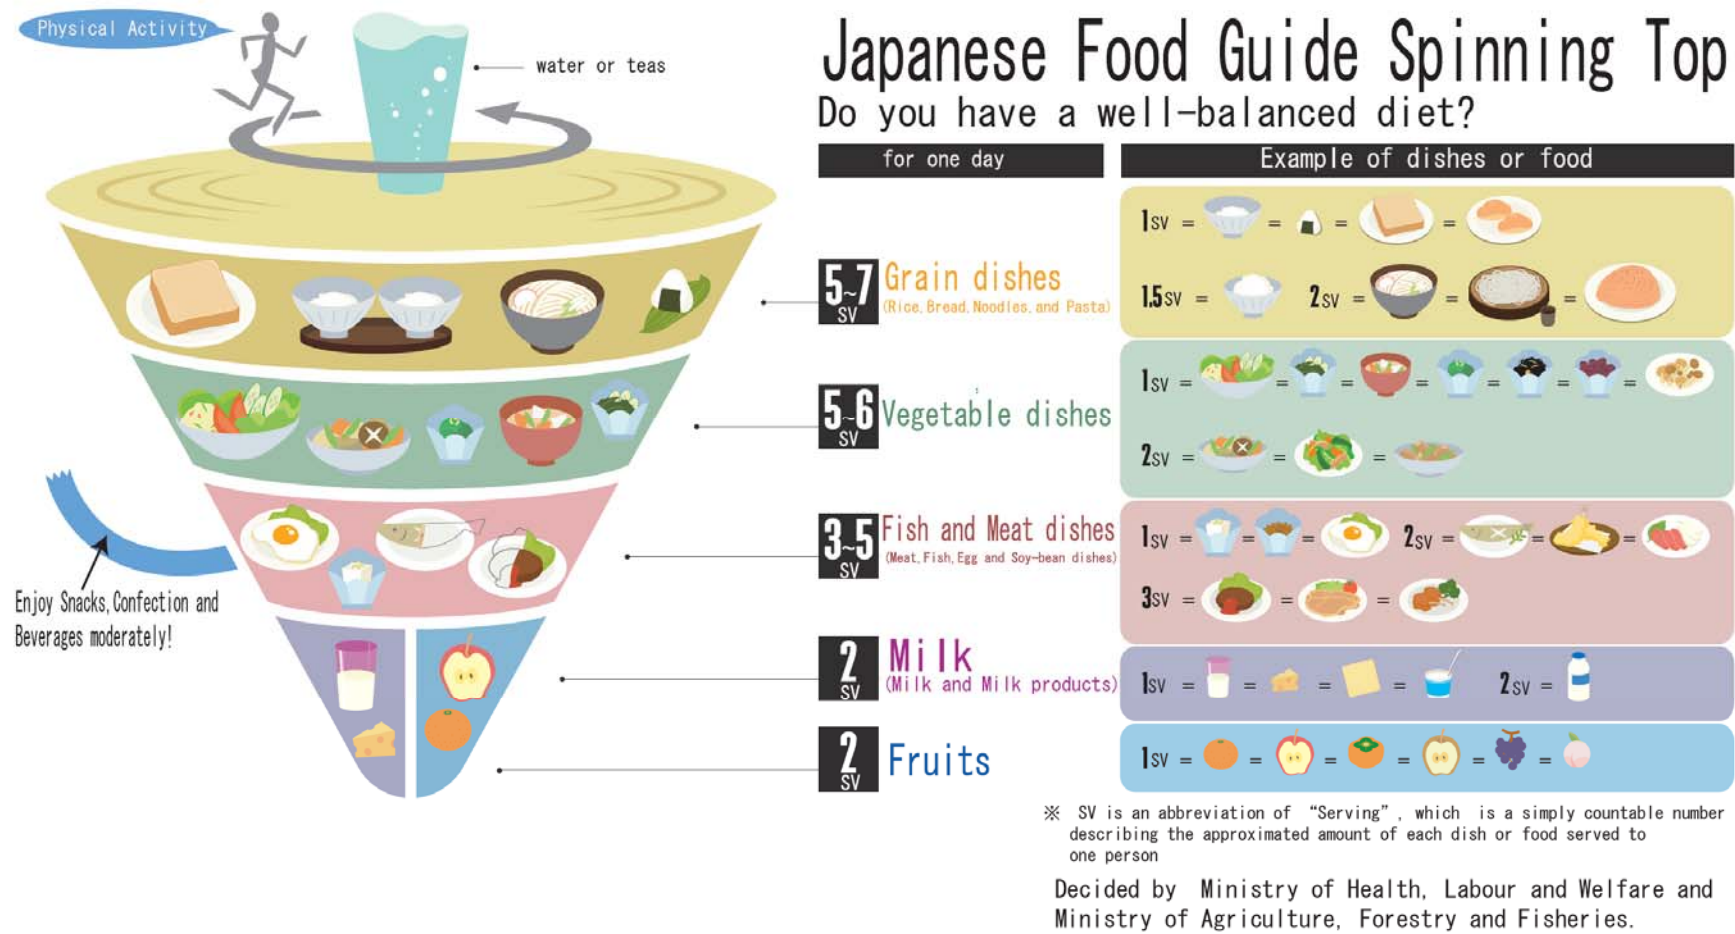 Physical Activity
water or teas
Japanese Food Guide Spinning Top
Do you have a well-balanced diet?
for one day
Example of dishes or food
5~7 SV
Grain dishes
(Rice, Bread, Noodles, and Pasta)
1SV = = = =
1.5SV = 2SV = = =
5~6 SV
Vegetable dishes
1SV = = = = = = =
2SV = = =
3~5 SV
Fish and Meat dishes
(Meat, Fish, Egg and Soy-bean dishes)
1SV = = = 2SV = = =
3SV = = =
Enjoy Snacks, Confection and
Beverages moderately!
2 SV
Milk
(Milk and Milk products)
1SV = = = = 2SV =
2 SV
Fruits
1SV = = = = = =
※ SV is an abbreviation of “Serving”, which is a simply countable number
describing the approximated amount of each dish or food served to
one person
Decided by Ministry of Health, Labour and Welfare and
Ministry of Agriculture, Forestry and Fisheries.